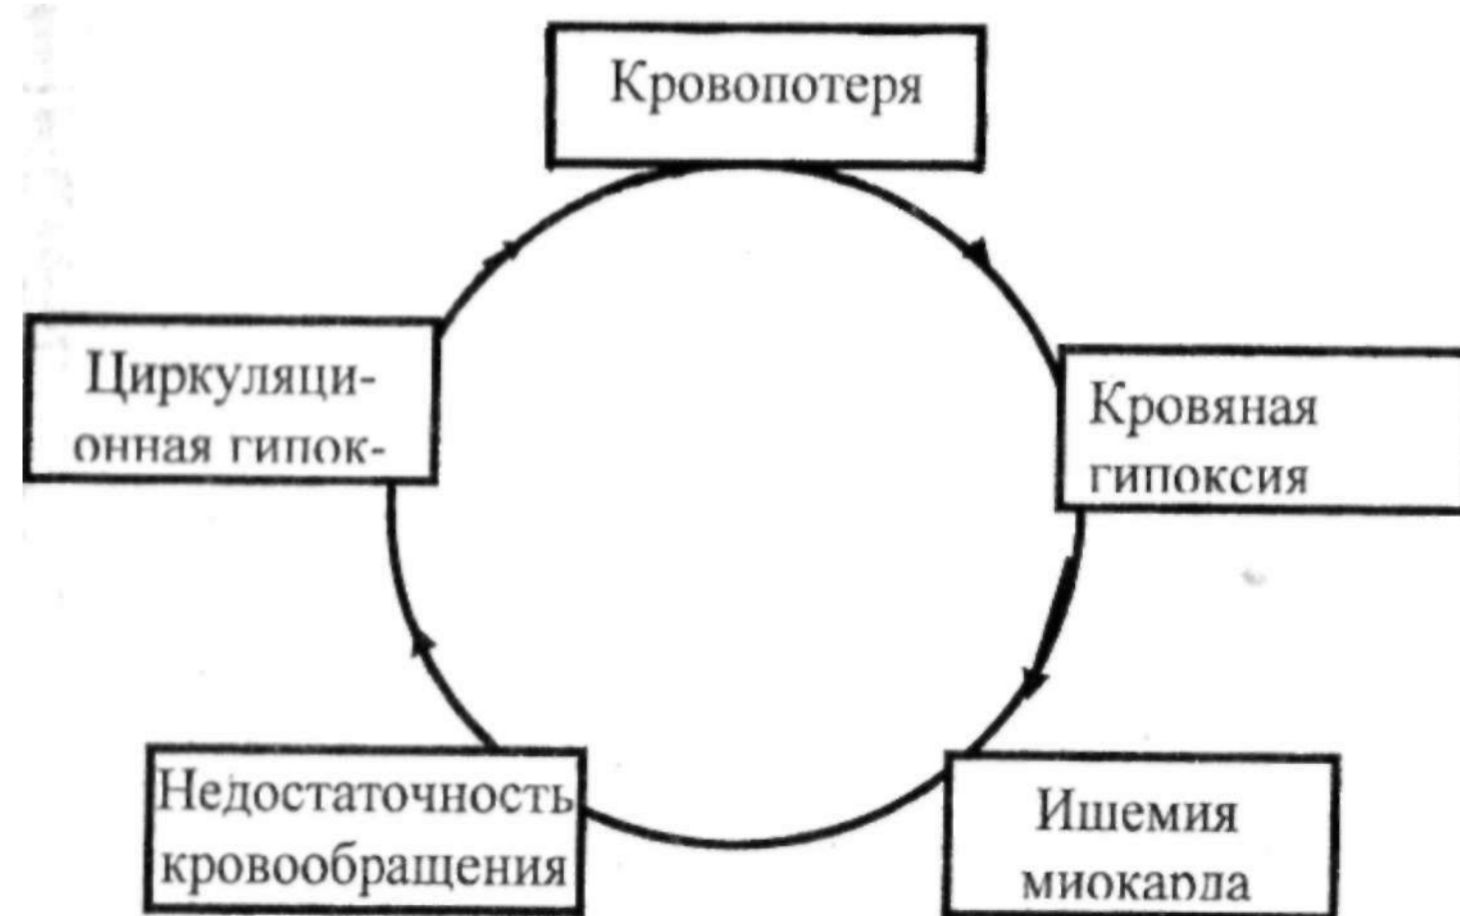 Кровопотеря
Циркуляци-
онная гипок-
Кровяная
гипоксия
Недостаточность
кровообращения
Ишемия
миокарда